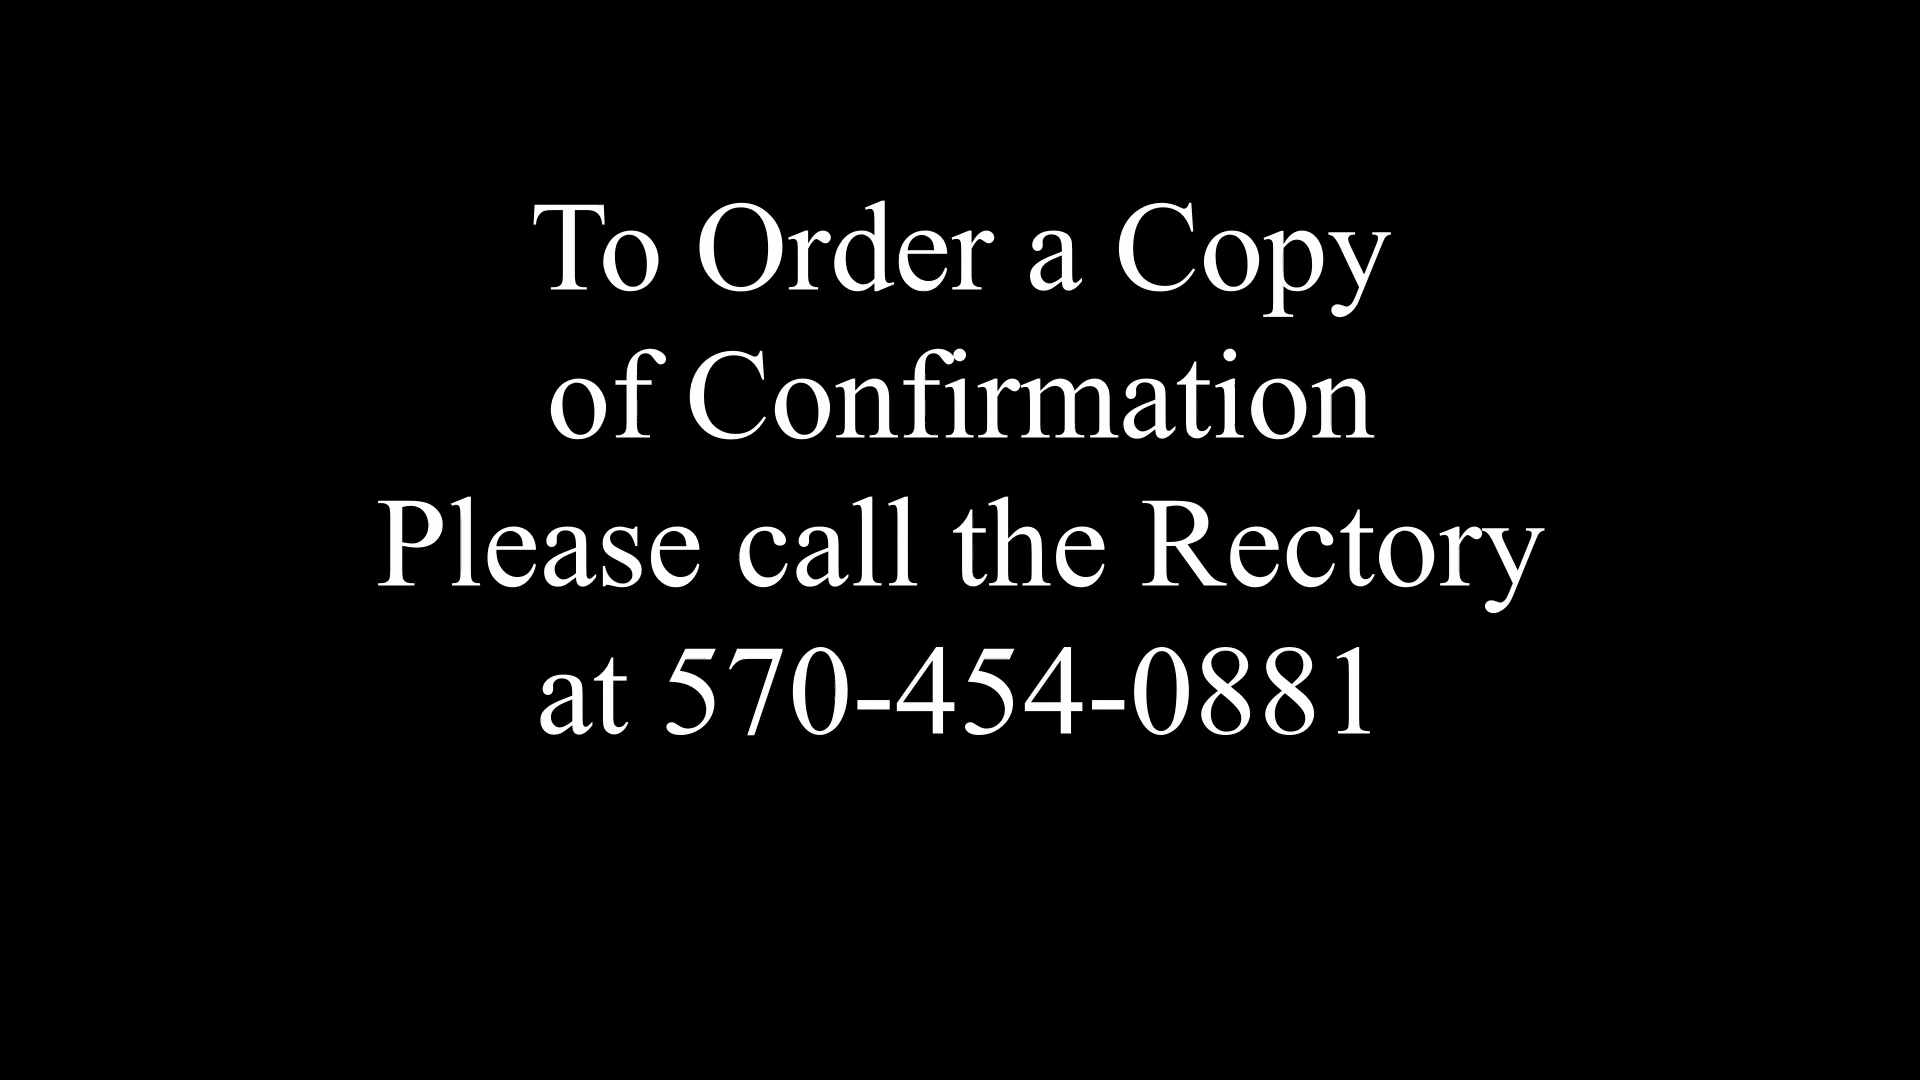 To Order a Copy
of Confirmation
Please call the Rectory
at 570-454-0881